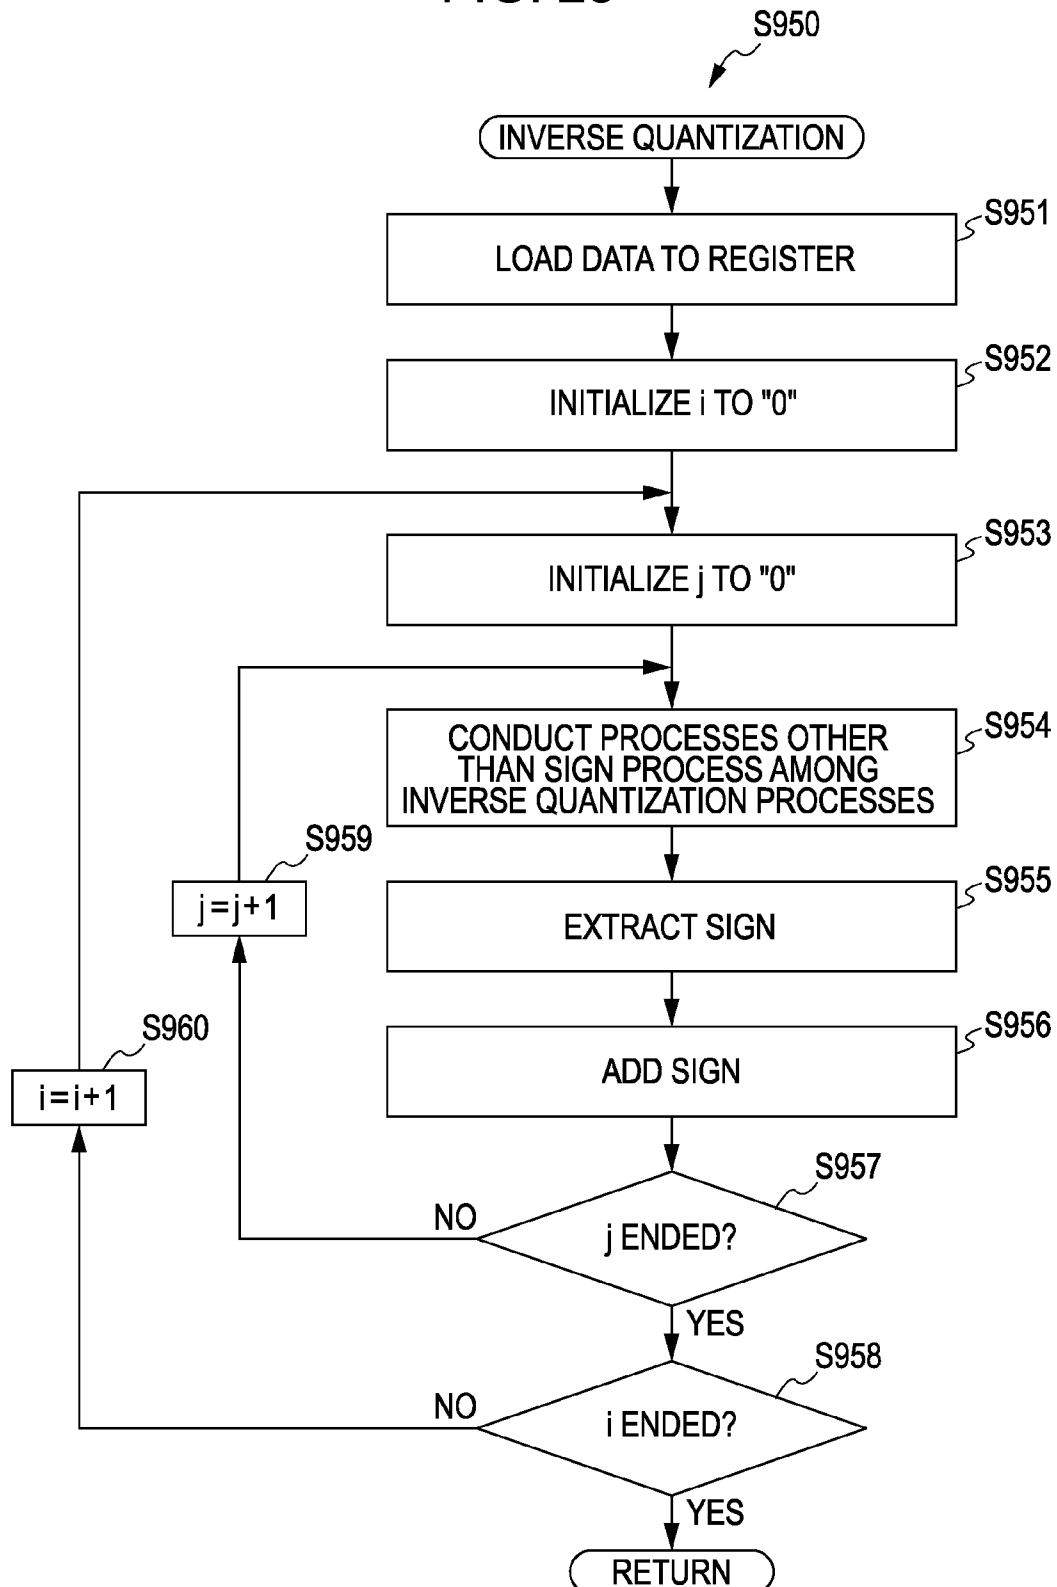 S950
INVERSE QUANTIZATION
S951
LOAD DATA TO REGISTER
S952
INITIALIZE i TO "0"
S953
INITIALIZE j TO "0"
S954
CONDUCT PROCESSES OTHER
THAN SIGN PROCESS AMONG
INVERSE QUANTIZATION PROCESSES
S959
j=j+1
S955
EXTRACT SIGN
S960
i=i+1
S956
ADD SIGN
S957
NO
j ENDED?
YES
S958
NO
i ENDED?
YES
RETURN